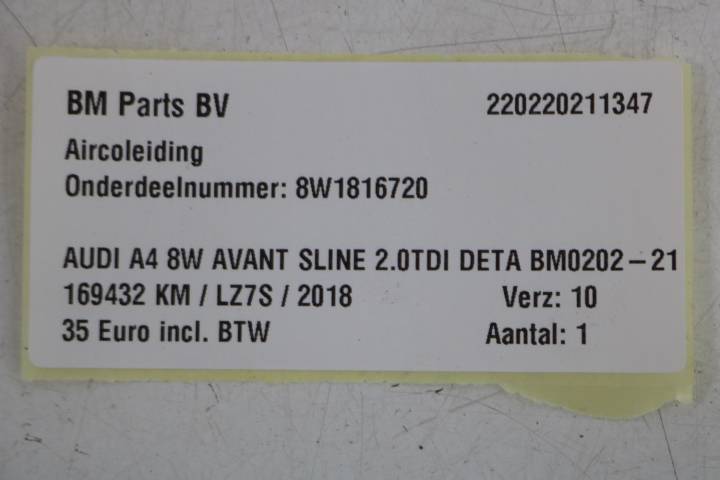 BM Parts BV 220220211347
Aircoleiding
Onderdeelnummer: 8W1816720
AUDI A4 8W AVANT SLINE 2.0TDI DETA BM0202-21
169432 KM / LZ7S / 2018 Verz: 10
35 Euro incl. BTW Aantal: 1